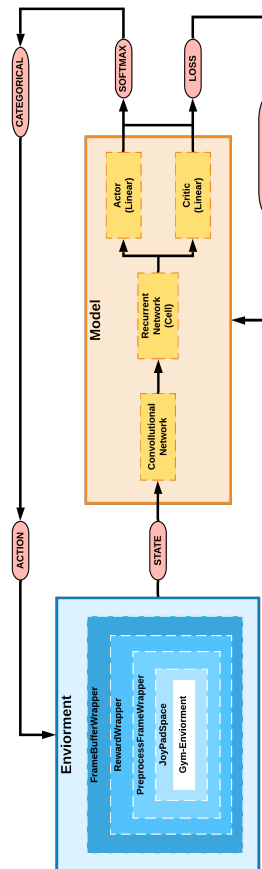 CATEGORICAL
SOFTMAX
LOSS
Actor
(Linear)
Critic
(Linear)
Model
Recurrent
Network
(Cell)
Convollutional
Network
ACTION
STATE
Enviorment
FrameBufferWrapper
RewardWrapper
PreprocessFrameWrapper
JoyPadSpace
Gym-Enviorment